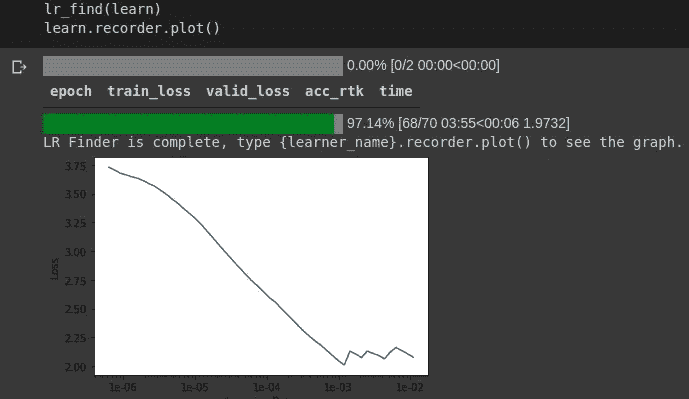 lr_find(learn)
learn.recorder.plot()
0.00% [0/2 00:00<00:00]
epoch train_loss valid_loss acc_rtk time
97.14% [68/70 03:55<00:06 1.9732]
LR Finder is complete, type {learner_name}.recorder.plot() to see the graph.
3.75
3.50
3.25
3.00
2.75
2.50
2.25
2.00
Loss
1e-06 1e-05 1e-04 1e-03 1e-02